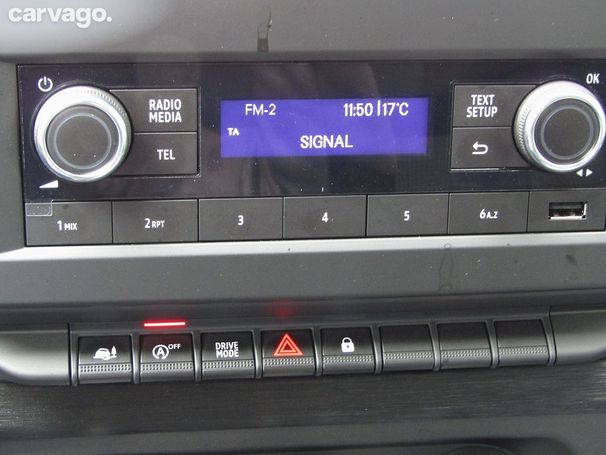 carvago.
OK
RADIO MEDIA
TEXT SETUP
FM-2 11:50 17°C
TA
SIGNAL
TEL
1 MIX 2 RPT 3 4 5 6 A.Z
A OFF DRIVE MODE